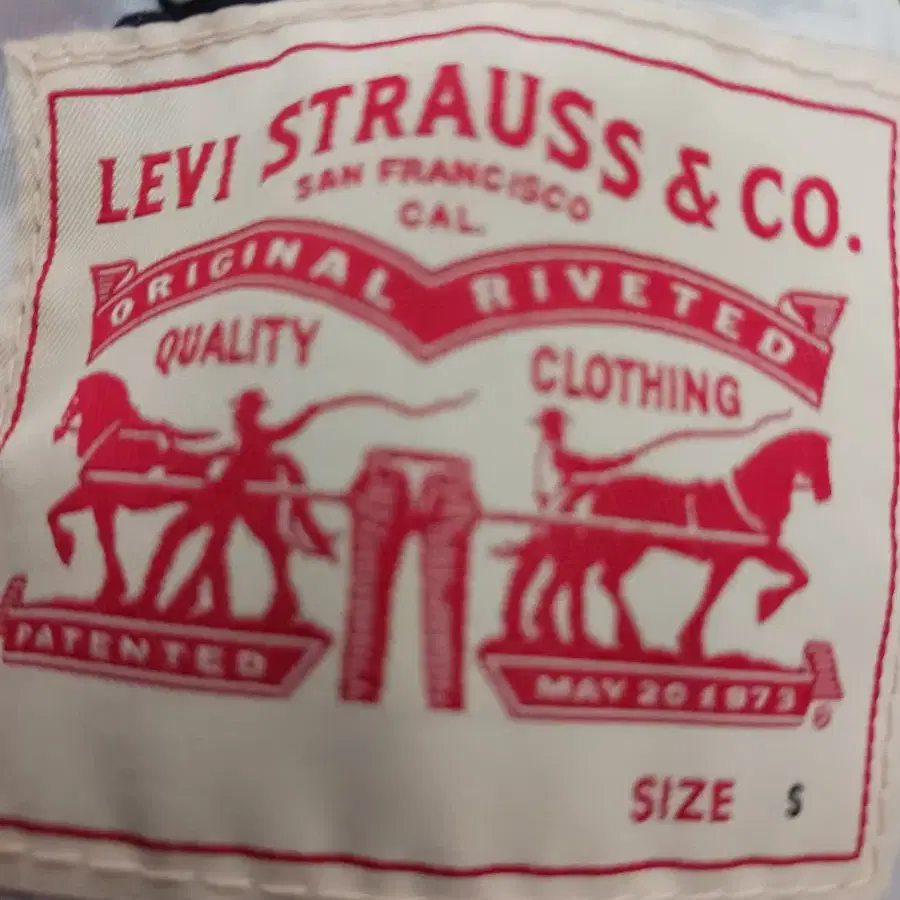 LEVI STRAUSS & CO.
SAN FRANCISCO
CAL.
ORIGINAL RIVETED
QUALITY CLOTHING
PATENTED MAY 20 1873
®
SIZE S